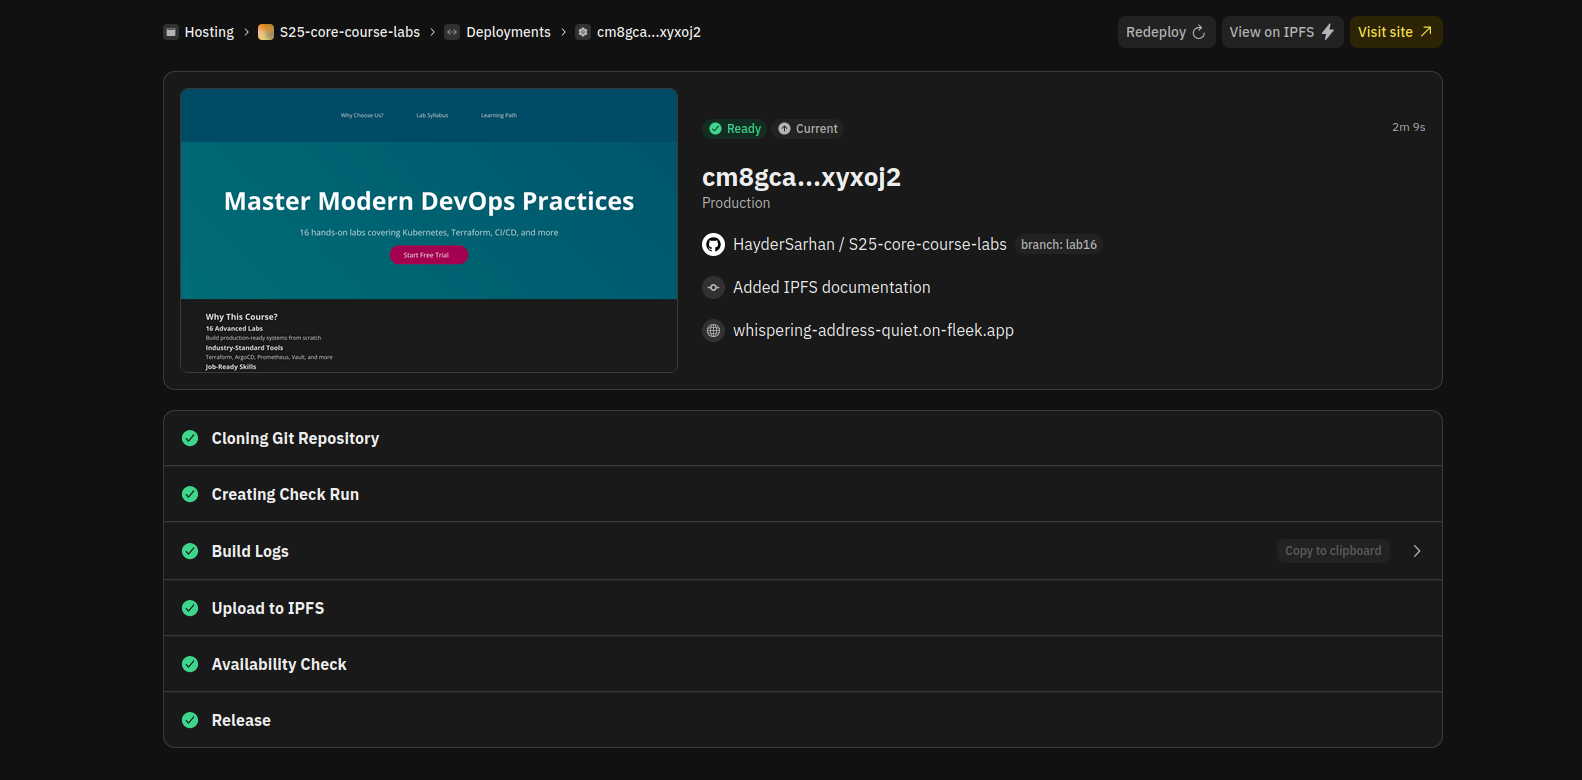 Hosting > S25-core-course-labs > Deployments > cm8gca...xyxoj2
Redeploy View on IPFS Visit site
Why Choose Us? Lab Syllabus Learning Path
Master Modern DevOps Practices
16 hands-on labs covering Kubernetes, Terraform, CI/CD, and more
Start Free Trial
Why This Course?
16 Advanced Labs
Build production-ready systems from scratch
Industry-Standard Tools
Terraform, ArgoCD, Prometheus, Vault, and more
Job-Ready Skills
Ready Current 2m 9s
cm8gca...xyxoj2
Production
HayderSarhan / S25-core-course-labs branch: lab16
Added IPFS documentation
whispering-address-quiet.on-fleek.app
Cloning Git Repository
Creating Check Run
Build Logs Copy to clipboard
Upload to IPFS
Availability Check
Release